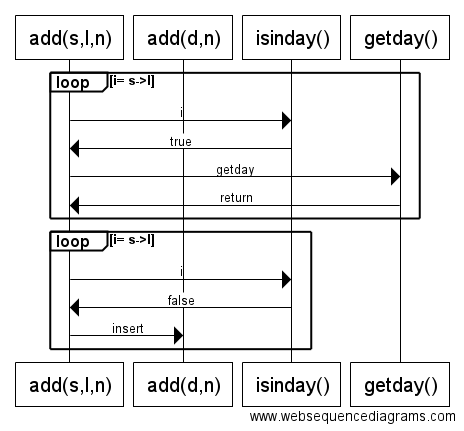 add(s,l,n) add(d,n) isinday() getday()
loop [i= s->l]
i
true
getday
return
loop [i= s->l]
i
false
insert
add(s,l,n) add(d,n) isinday() getday()
www.websequencediagrams.com